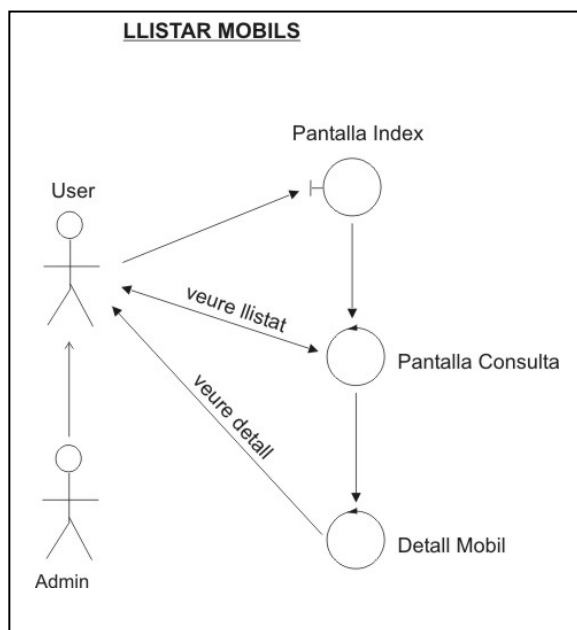 LLISTAR MOBILS
Pantalla Index
User
veure llistat
Pantalla Consulta
veure detall
Detall Mobil
Admin